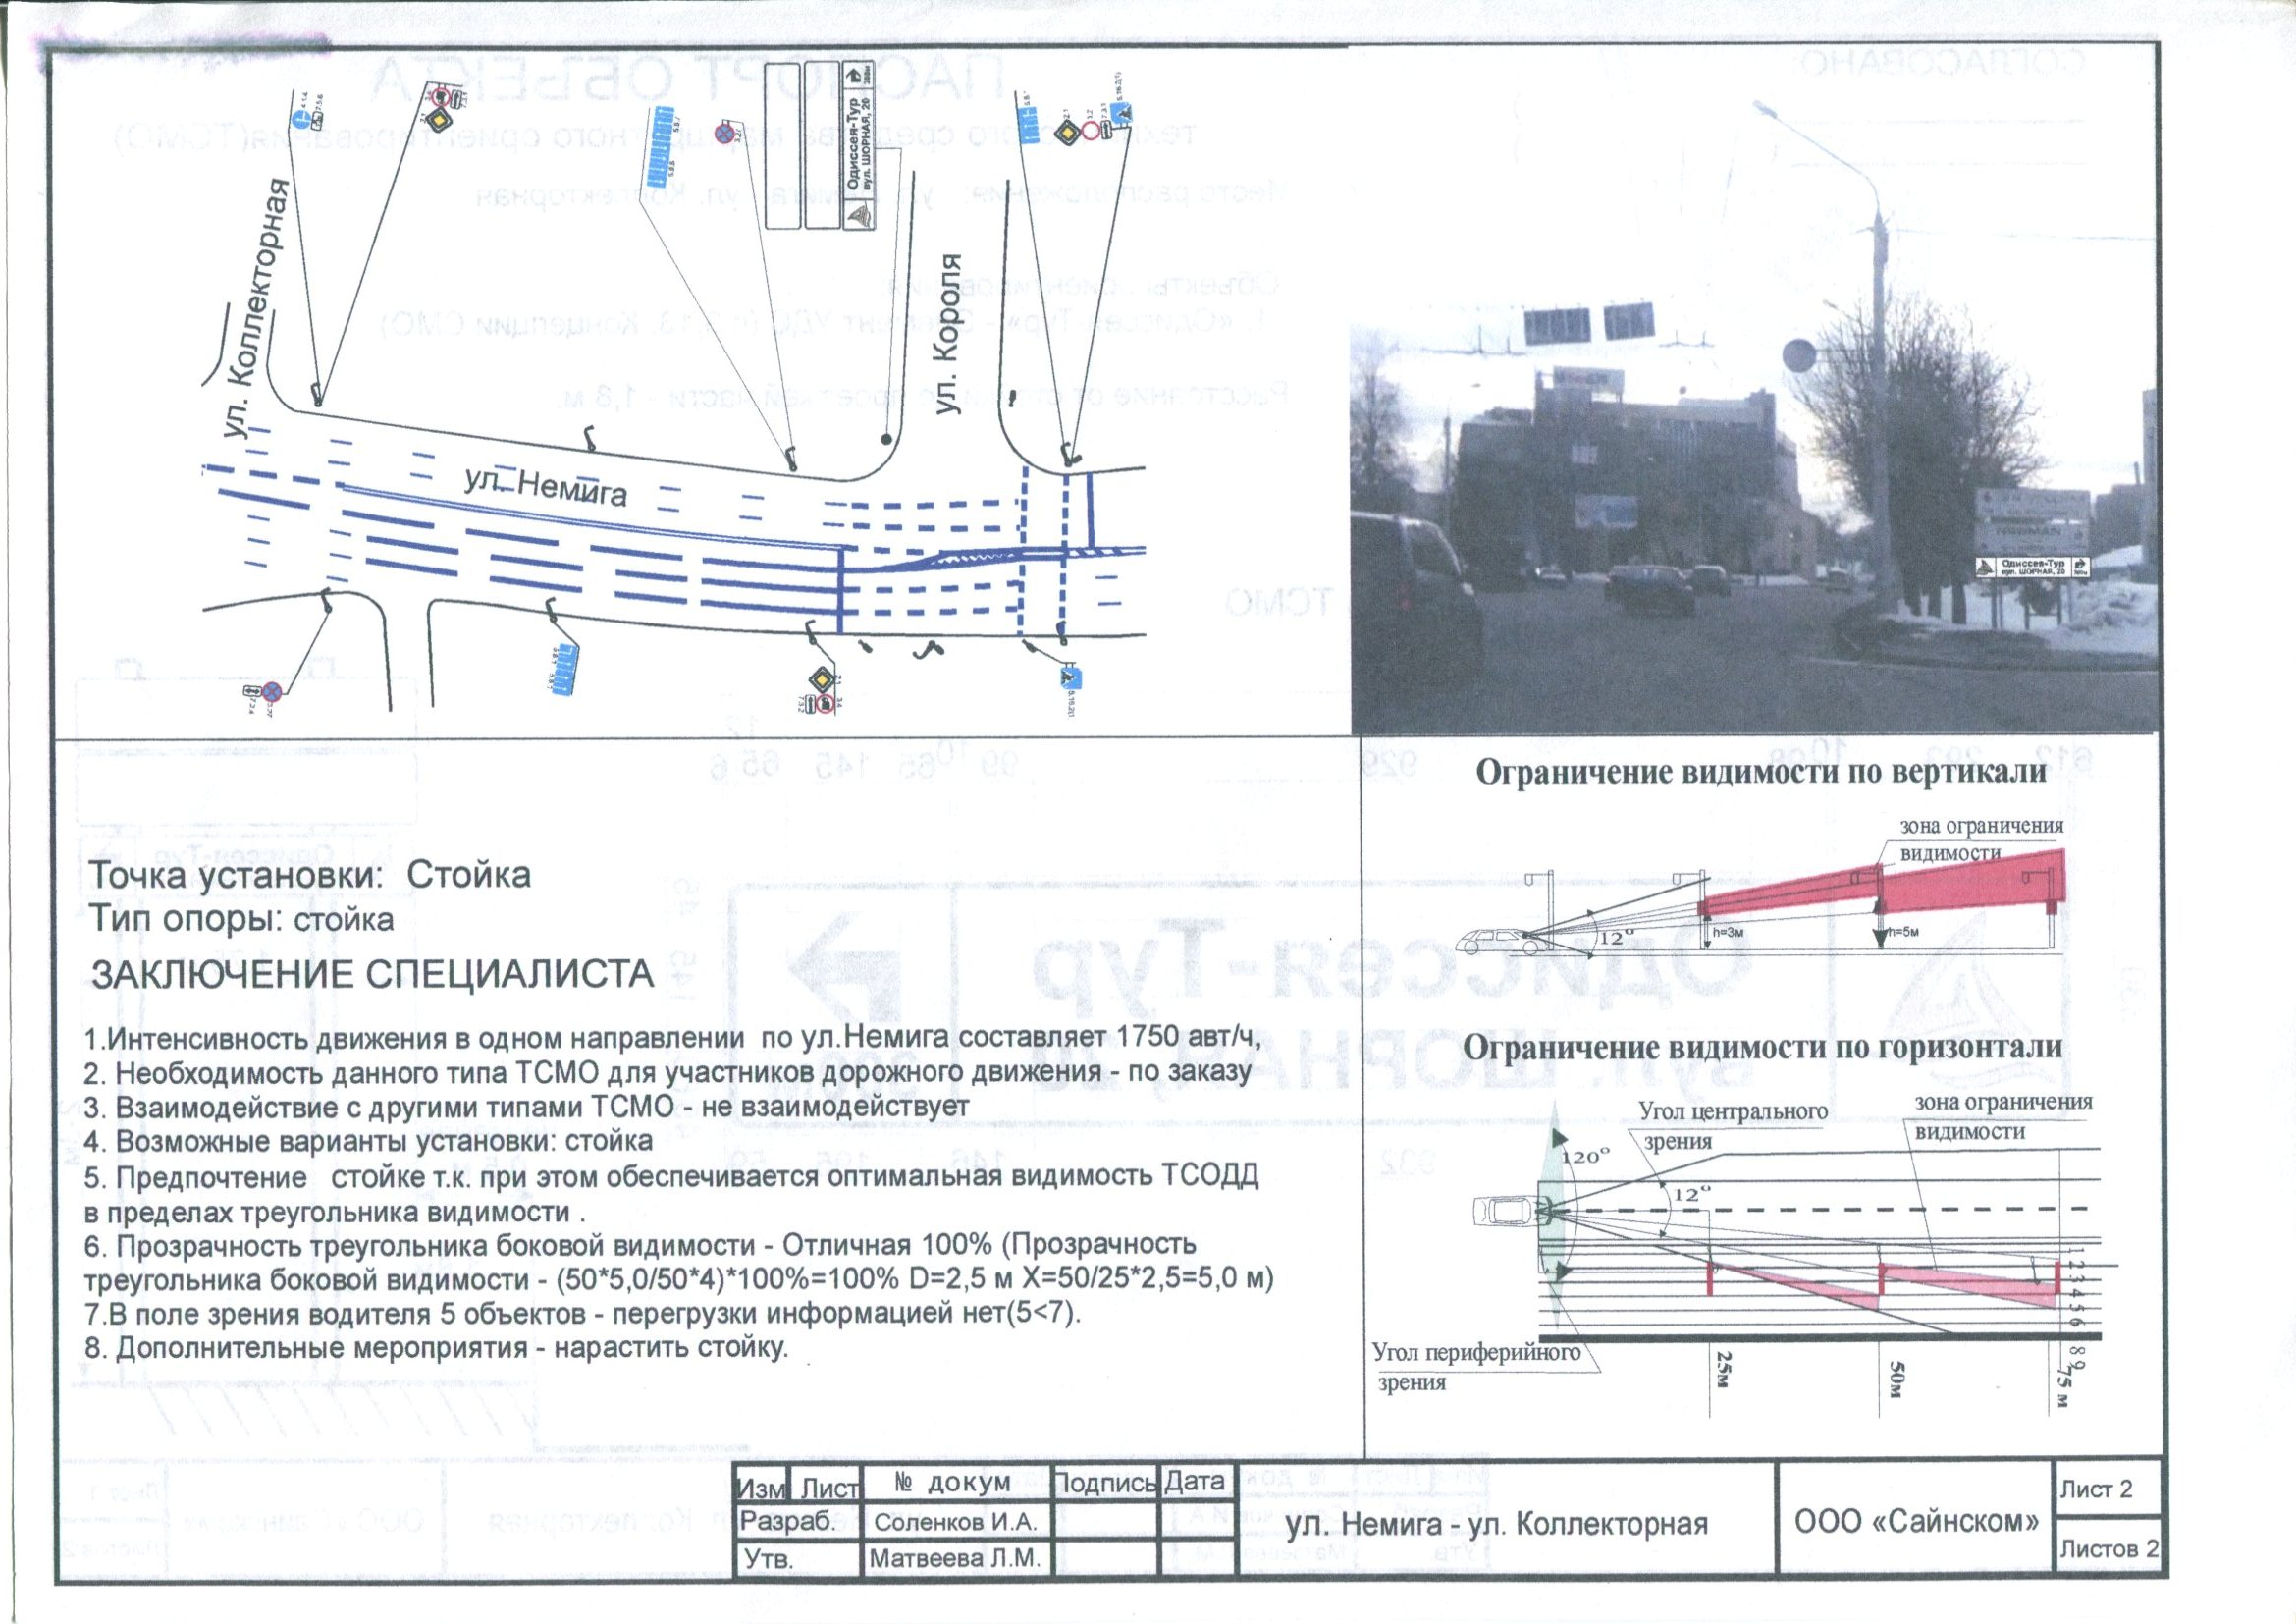 ул. Коллекторная
ул. Немига
ул. Короля
Одиссея-Тур
вул. ШОРНАЯ, 20
Одиссея-Тур
вул. ШОРНАЯ, 20
Точка установки: Стойка
Тип опоры: стойка
ЗАКЛЮЧЕНИЕ СПЕЦИАЛИСТА
1.Интенсивность движения в одном направлении по ул.Немига составляет 1750 авт/ч,
2. Необходимость данного типа ТСМО для участников дорожного движения - по заказу
3. Взаимодействие с другими типами ТСМО - не взаимодействует
4. Возможные варианты установки: стойка
5. Предпочтение стойке т.к. при этом обеспечивается оптимальная видимость ТСОДД
в пределах треугольника видимости .
6. Прозрачность треугольника боковой видимости - Отличная 100% (Прозрачность
треугольника боковой видимости - (50*5,0/50*4)*100%=100% D=2,5 м X=50/25*2,5=5,0 м)
7.В поле зрения водителя 5 объектов - перегрузки информацией нет(5<7).
8. Дополнительные мероприятия - нарастить стойку.
Ограничение видимости по вертикали
зона ограничения
видимости
12°
h=3м
h=5м
Ограничение видимости по горизонтали
Угол центрального
зрения
зона ограничения
видимости
120°
12°
1 2 3 4 5 6 8 9
Угол периферийного
зрения
25м
50м
75 м
Изм Лист № докум Подпись Дата
Разраб. Соленков И.А.
Утв. Матвеева Л.М.
ул. Немига - ул. Коллекторная
ООО «Сайнском»
Лист 2
Листов 2